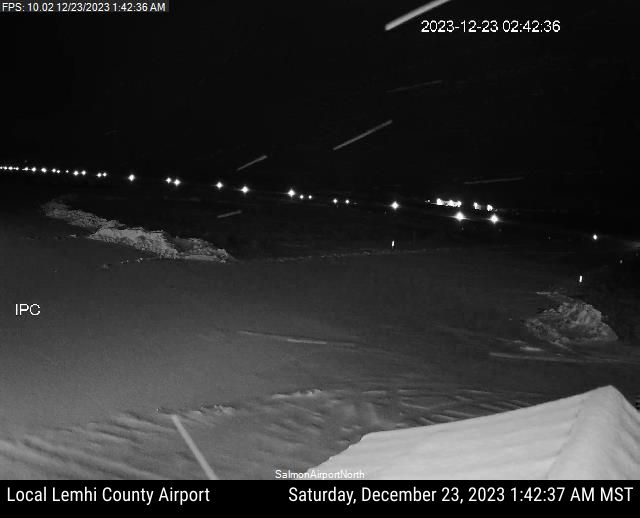 FPS: 10.02 12/23/2023 1:42:36 AM
2023-12-23 02:42:36
IPC
SalmonAirportNorth
Local Lemhi County Airport Saturday, December 23, 2023 1:42:37 AM MST